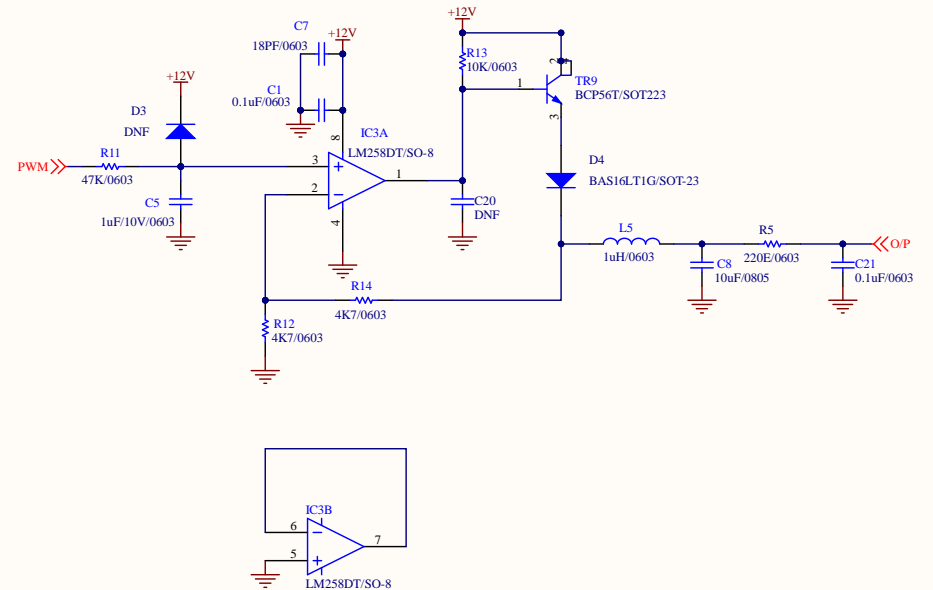 +12V
C7
18PF/0603
+12V
R13
10K/0603
2
4
TR9
BCP56T/SOT223
1
3
+12V
C1
0.1uF/0603
D3
DNF
8
IC3A
LM258DT/SO-8
PWM
R11
47K/0603
3
2
1
4
D4
BAS16LT1G/SOT-23
C5
1uF/10V/0603
C20
DNF
L5
1uH/0603
R5
220E/0603
O/P
C8
10uF/0805
C21
0.1uF/0603
R14
4K7/0603
R12
4K7/0603
IC3B
6
5
7
LM258DT/SO-8